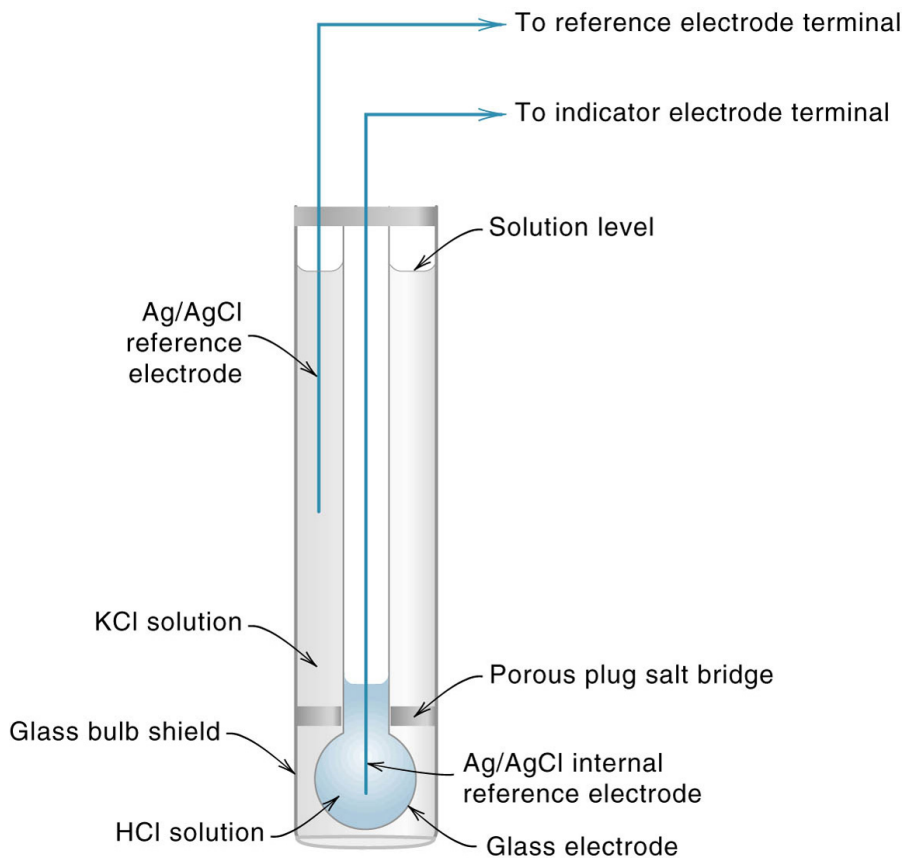 To reference electrode terminal
To indicator electrode terminal
Solution level
Ag/AgCl
reference
electrode
KCl solution
Porous plug salt bridge
Glass bulb shield
Ag/AgCl internal
reference electrode
HCl solution
Glass electrode